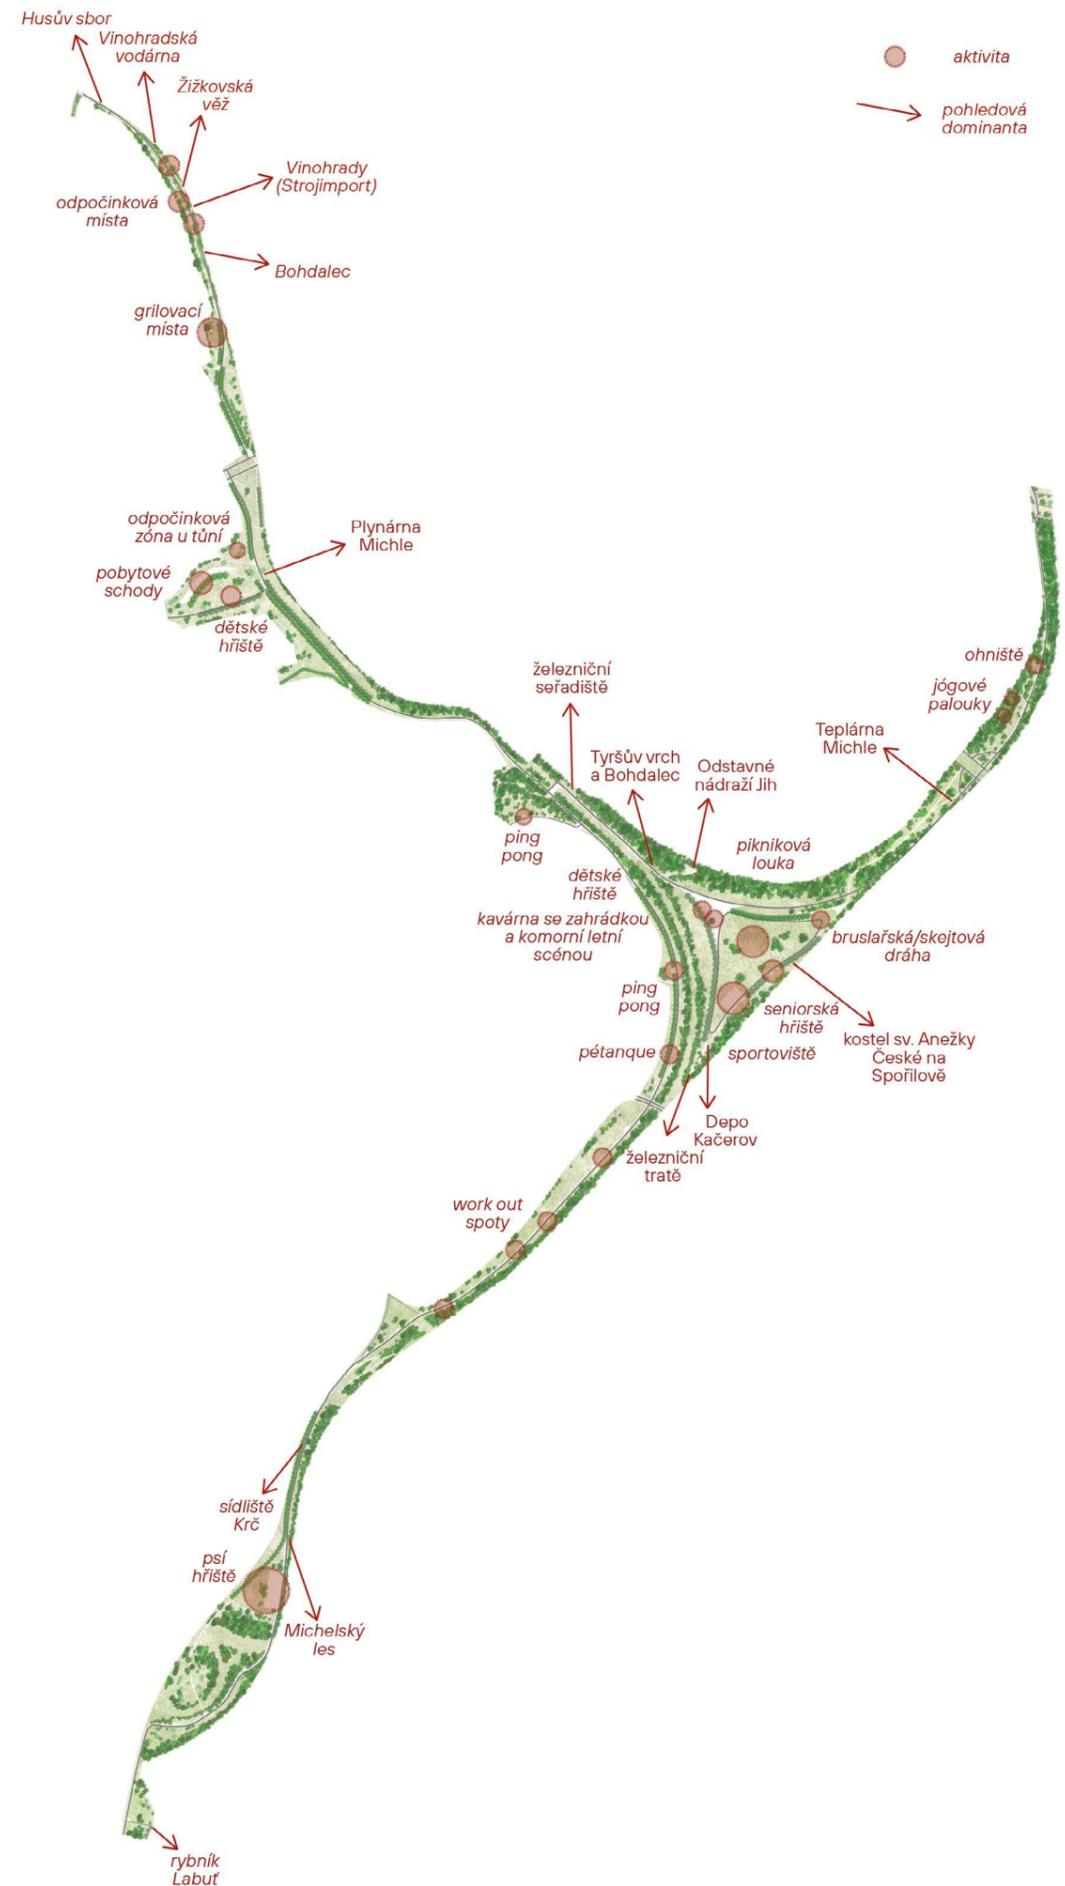 Husův sbor
Vinohradská
vodárna
Žižkovská
věž
aktivita
pohledová
dominanta
Vinohrady
(Strojimport)
odpočinková
místa
Bohdalec
grilovací
místa
odpočinková
zóna u tůní
Plynárna
Michle
pobytové
schody
dětské
hřiště
ohniště
jógové
palouky
železniční
seřadiště
Teplárna
Michle
Tyršův vrch
a Bohdalec
Odstavné
nádraží Jih
ping
pong
pikniková
louka
dětské
hřiště
kavárna se zahrádkou
a komorní letní
scénou
bruslařská/skejtová
dráha
ping
pong
seniorská
hřiště
kostel sv. Anežky
České na
Spořilově
pétanque
sportoviště
Depo
Kačerov
železniční
tratě
work out
spoty
sídliště
Krč
psí
hřiště
Michelský
les
rybník
Labuť